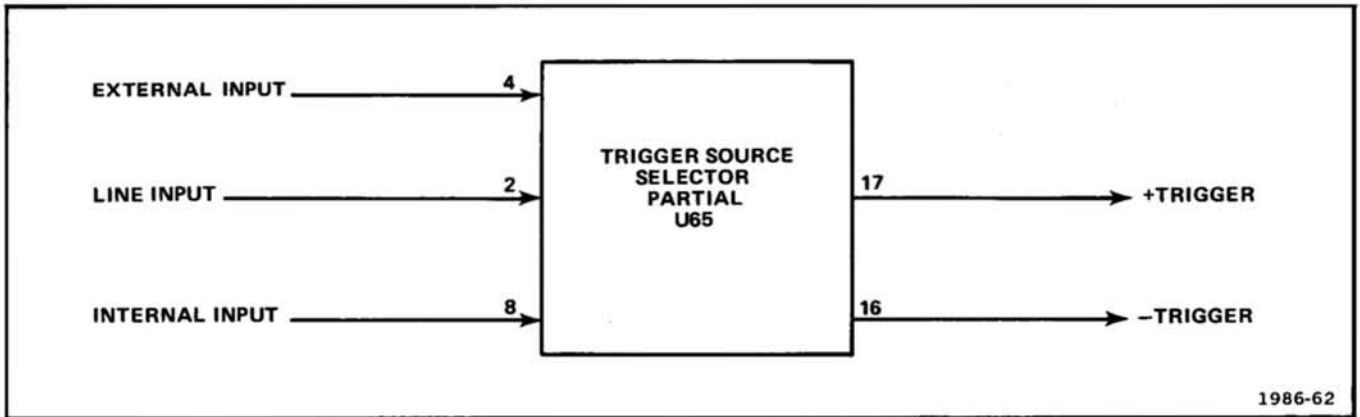 EXTERNAL INPUT
4
TRIGGER SOURCE
SELECTOR
PARTIAL
U65
LINE INPUT
2
17
+TRIGGER
INTERNAL INPUT
8
16
−TRIGGER
1986-62